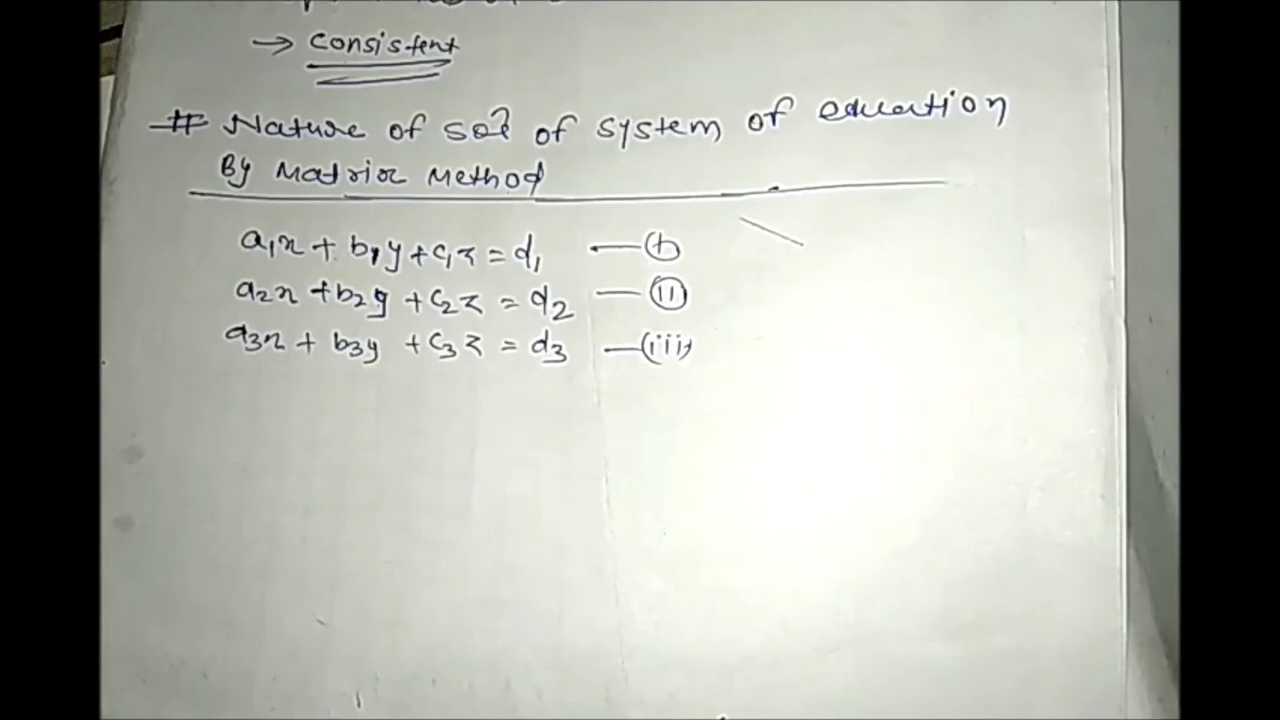 → Consistent
# Nature of solⁿ of system of equation
By Matrix Method
a₁x + b₁y + c₁z = d₁ —(i)
a₂x + b₂y + c₂z = d₂ —(ii)
a₃x + b₃y + c₃z = d₃ —(iii)